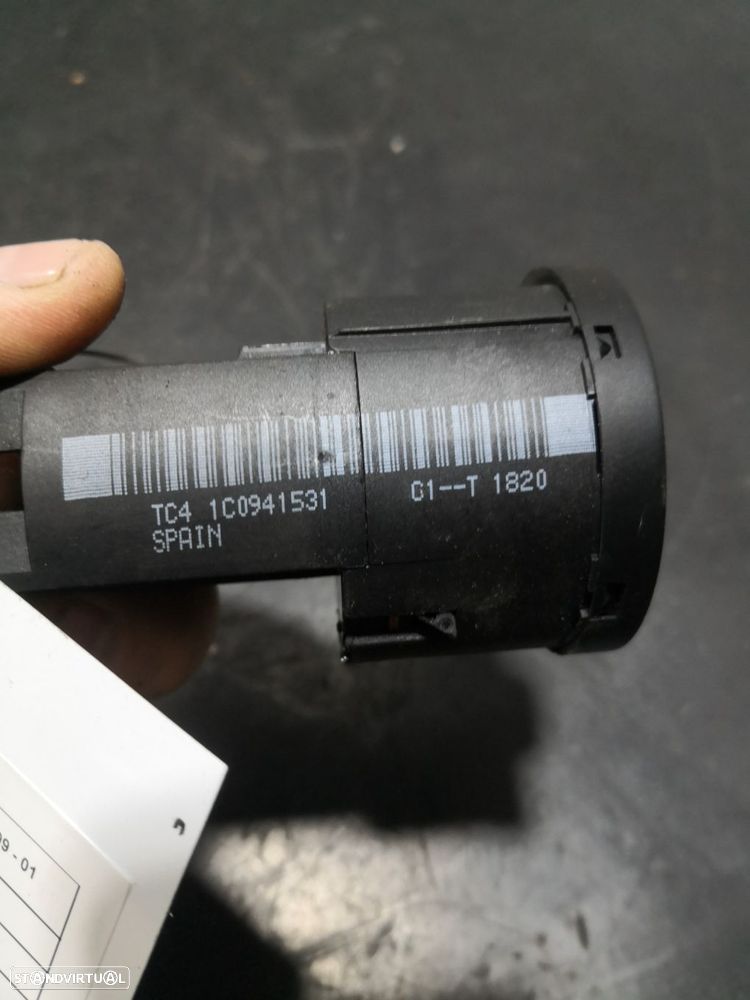 TC4 1C0941531 G1--T 1820
SPAIN
09 - 01
STANDVIRTUAL